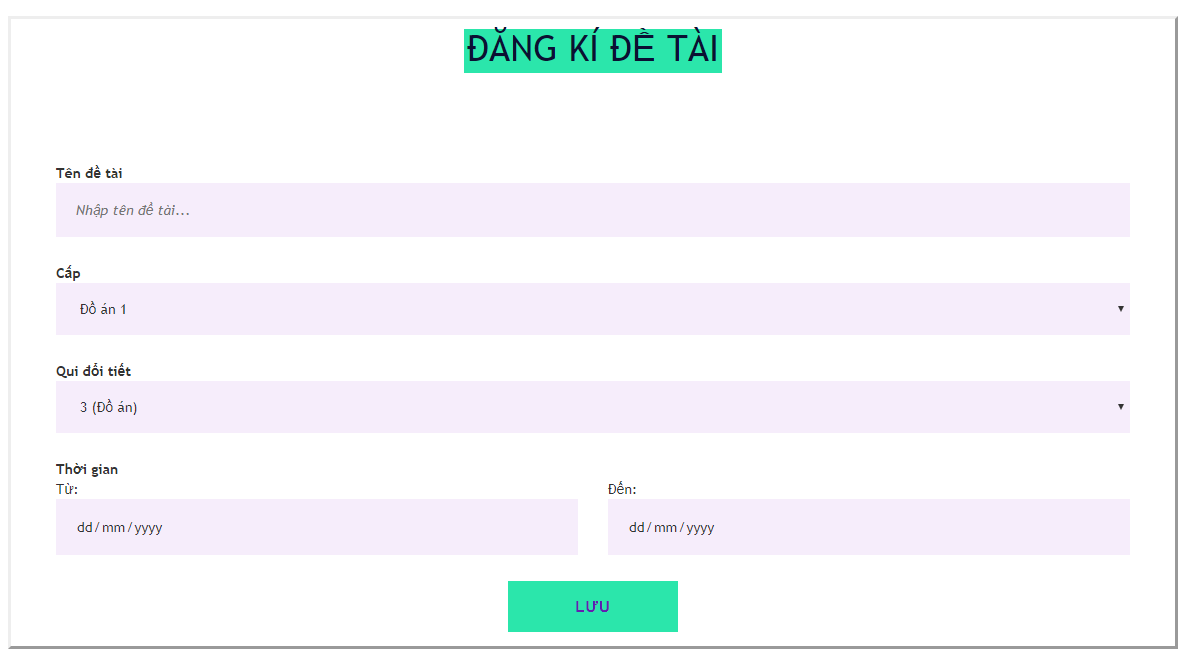 ĐĂNG KÍ ĐỀ TÀI
Tên đề tài
Nhập tên đề tài...
Cấp
Đồ án 1
Qui đổi tiết
3 (Đồ án)
Thời gian
Từ:
Đến:
dd/mm/yyyy
dd/mm/yyyy
LƯU